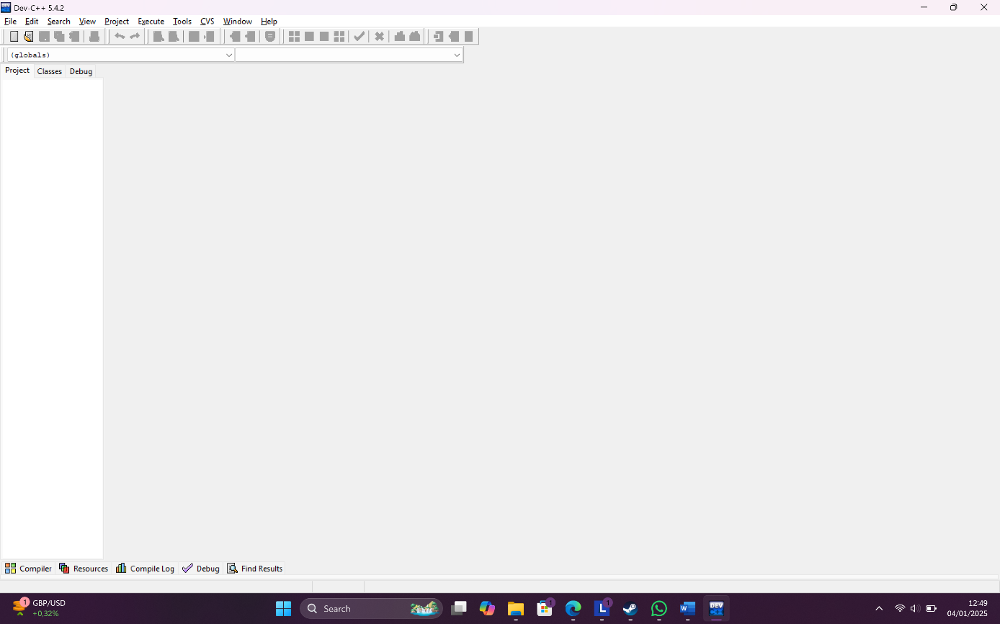 Dev-C++ 5.4.2
File Edit Search View Project Execute Tools CVS Window Help
(globals)
Project Classes Debug
Compiler Resources Compile Log Debug Find Results
1 GBP/USD
+0,32%
Search
1
L 1
W
DEV
12:49
04/01/2025